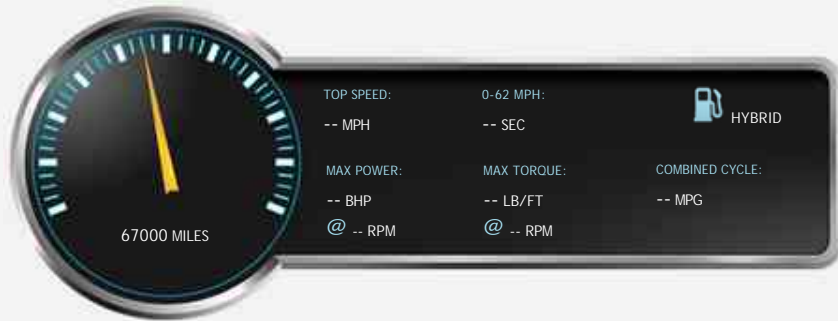 TOP SPEED:
0-62 MPH:
HYBRID
-- MPH
-- SEC
MAX POWER:
MAX TORQUE:
COMBINED CYCLE:
-- BHP
-- LB/FT
-- MPG
@ -- RPM
@ -- RPM
67000 MILES